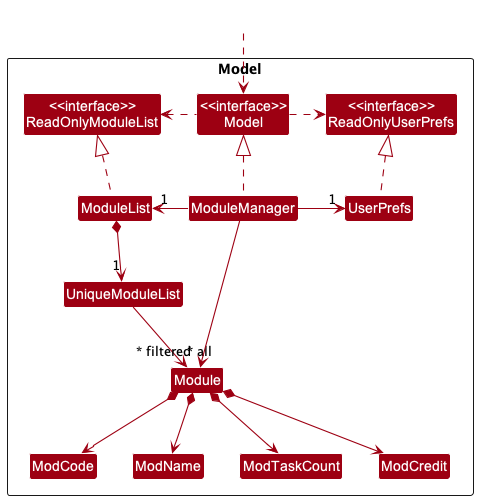 Model
<<interface>>
ReadOnlyModuleList
<<interface>>
Model
<<interface>>
ReadOnlyUserPrefs
ModuleList
1
ModuleManager
1
UserPrefs
1
UniqueModuleList
* filtered
* all
Module
ModCode
ModName
ModTaskCount
ModCredit